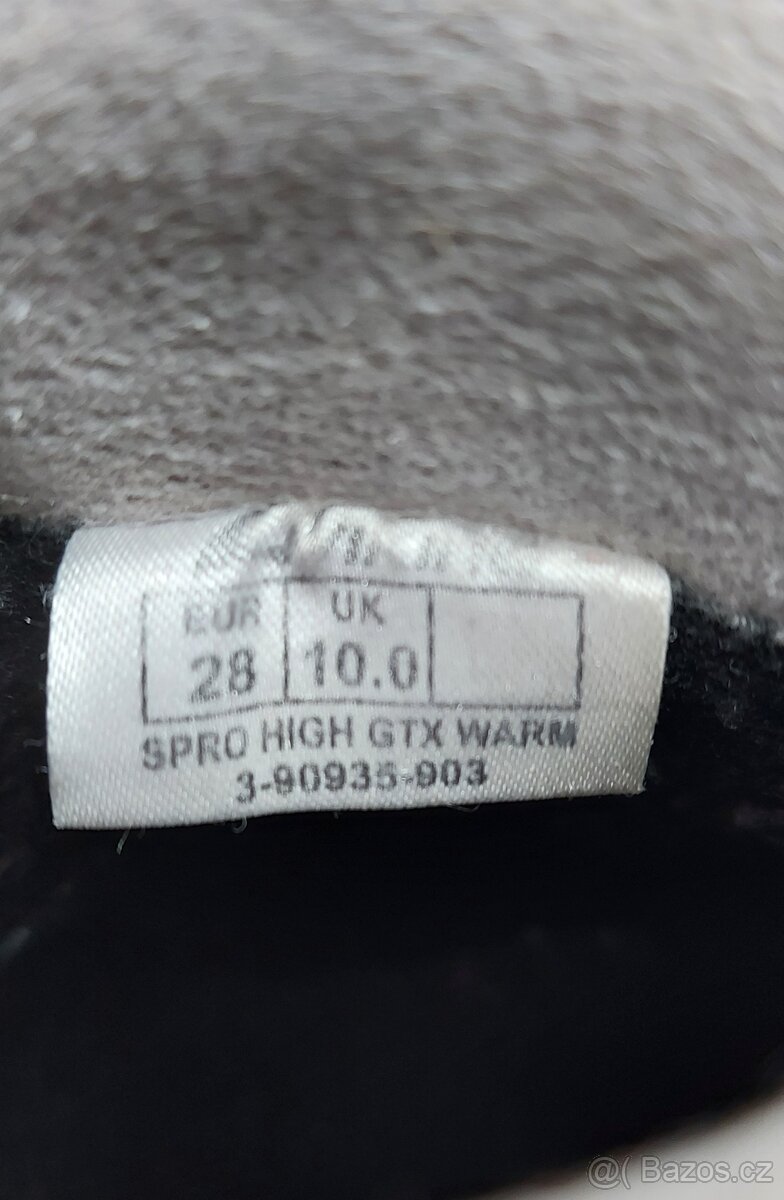 EUR UK
28 10.0
SPRO HIGH GTX WARM
3-90935-903
@( Bazos.cz